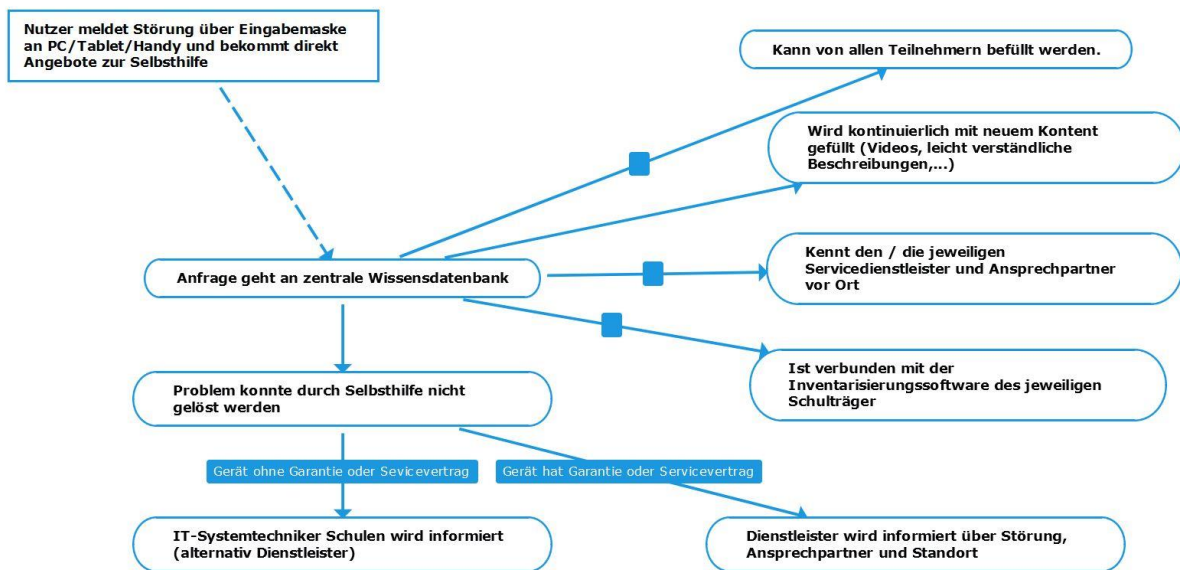 Nutzer meldet Störung über Eingabemaske
an PC/Tablet/Handy und bekommt direkt
Angebote zur Selbsthilfe
Kann von allen Teilnehmern befüllt werden.
Wird kontinuierlich mit neuem Kontent
gefüllt (Videos, leicht verständliche
Beschreibungen,...)
Anfrage geht an zentrale Wissensdatenbank
Kennt den / die jeweiligen
Servicedienstleister und Ansprechpartner
vor Ort
Ist verbunden mit der
Inventarisierungssoftware des jeweiligen
Schulträger
Problem konnte durch Selbsthilfe nicht
gelöst werden
Gerät ohne Garantie oder Sevicevertrag
Gerät hat Garantie oder Servicevertrag
IT-Systemtechniker Schulen wird informiert
(alternativ Dienstleister)
Dienstleister wird informiert über Störung,
Ansprechpartner und Standort